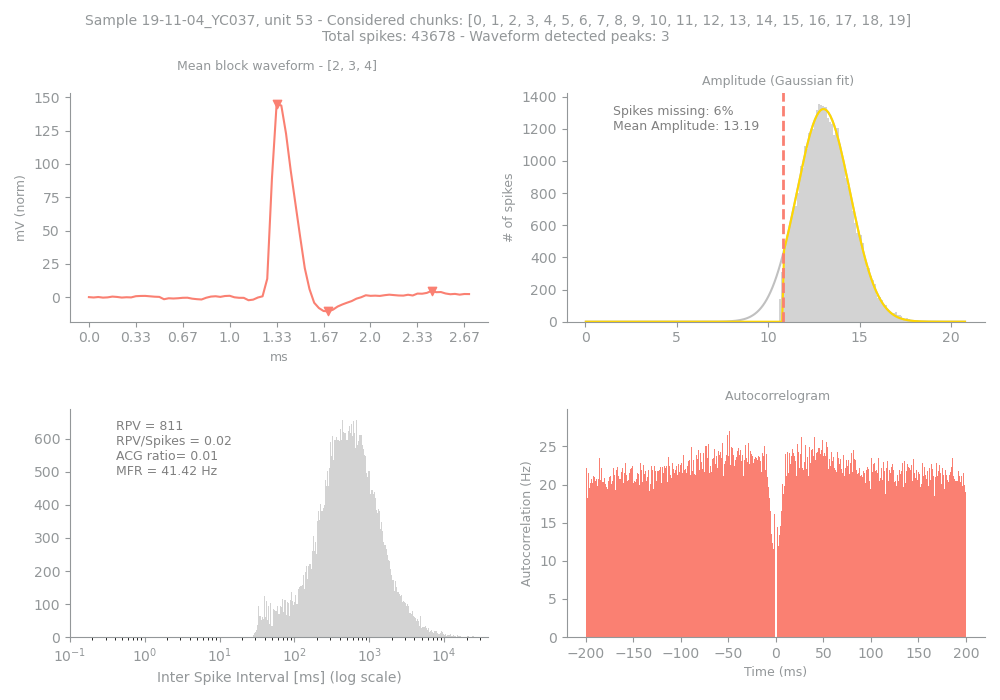 Sample 19-11-04_YC037, unit 53 - Considered chunks: [0, 1, 2, 3, 4, 5, 6, 7, 8, 9, 10, 11, 12, 13, 14, 15, 16, 17, 18, 19]
Total spikes: 43678 - Waveform detected peaks: 3
Mean block waveform - [2, 3, 4]
150
125
100
75
50
25
0
mV (norm)
0.0 0.33 0.67 1.0 1.33 1.67 2.0 2.33 2.67
ms
Amplitude (Gaussian fit)
Spikes missing: 6%
Mean Amplitude: 13.19
1400
1200
1000
800
600
400
200
0
# of spikes
0 5 10 15 20
RPV = 811
RPV/Spikes = 0.02
ACG ratio= 0.01
MFR = 41.42 Hz
600
500
400
300
200
100
0
10⁻¹ 10⁰ 10¹ 10² 10³ 10⁴
Inter Spike Interval [ms] (log scale)
Autocorrelogram
25
20
15
10
5
0
Autocorrelation (Hz)
−200 −150 −100 −50 0 50 100 150 200
Time (ms)